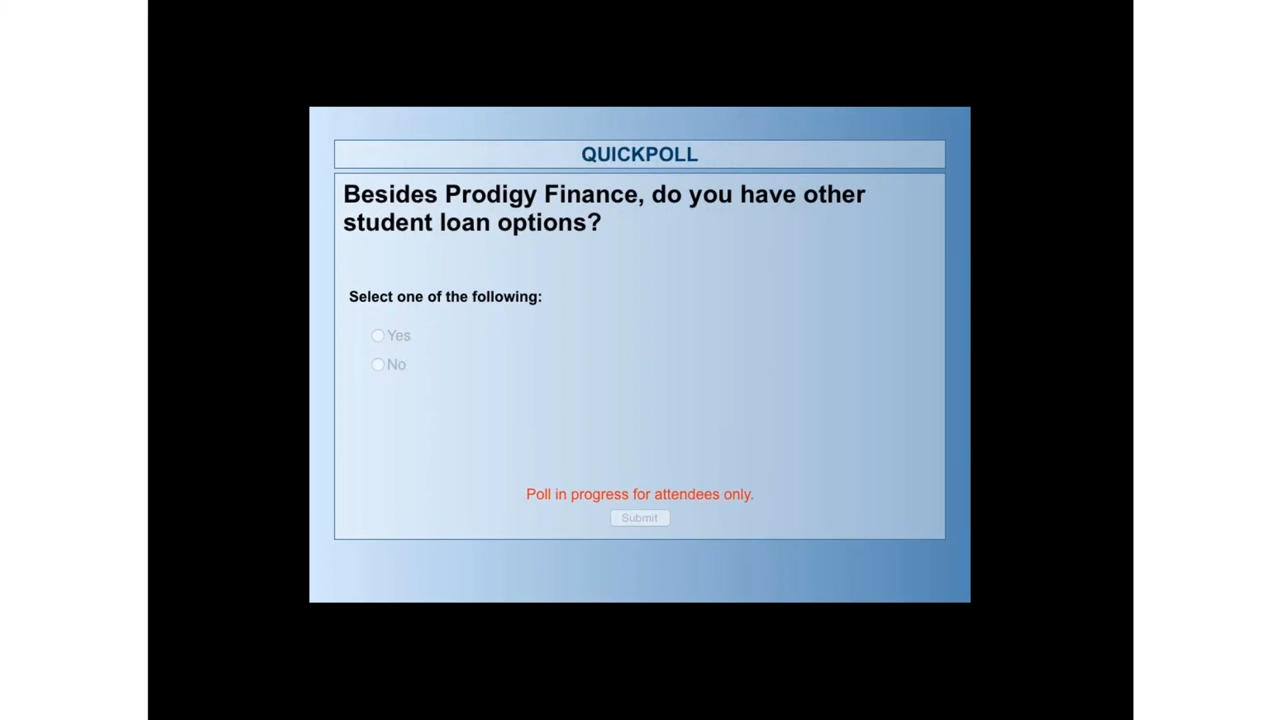 QUICKPOLL
Besides Prodigy Finance, do you have other
student loan options?
Select one of the following:
Yes
No
Poll in progress for attendees only.
Submit